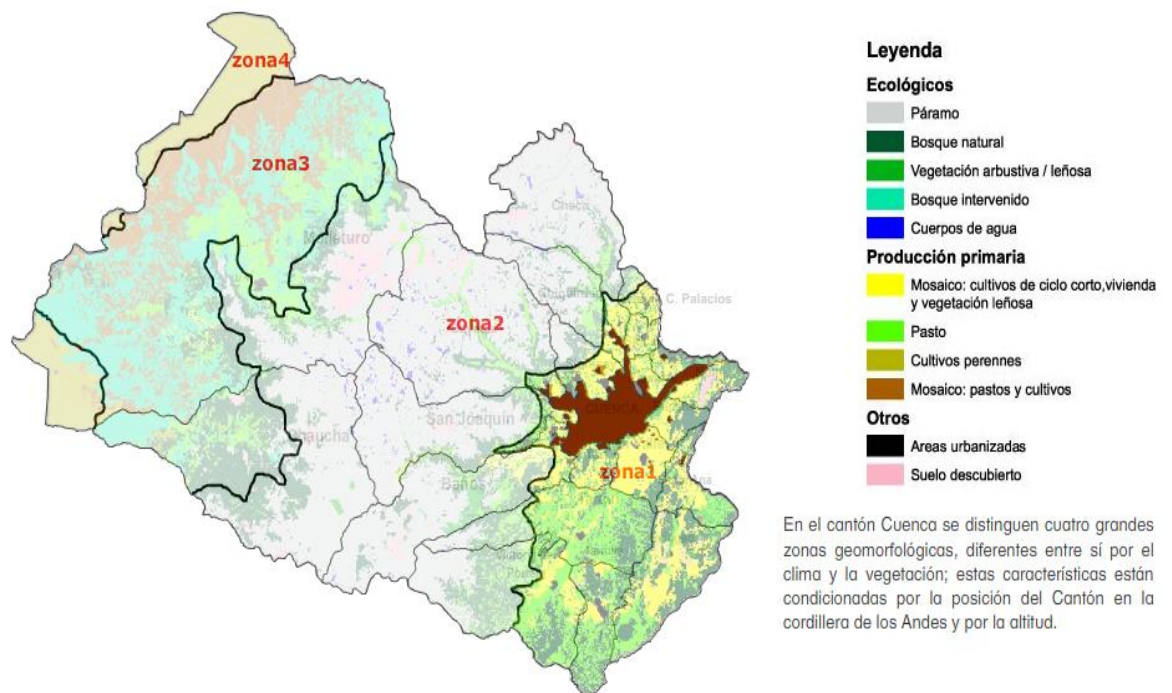 zona4
zona3
zona2
zona1
Chaucha
San Joaquín
Baños
CUENCA
Leyenda
Ecológicos
Páramo
Bosque natural
Vegetación arbustiva / leñosa
Bosque intervenido
Cuerpos de agua
Producción primaria
Mosaico: cultivos de ciclo corto,vivienda
y vegetación leñosa
Pasto
Cultivos perennes
Mosaico: pastos y cultivos
Otros
Areas urbanizadas
Suelo descubierto
En el cantón Cuenca se distinguen cuatro grandes
zonas geomorfológicas, diferentes entre sí por el
clima y la vegetación; estas características están
condicionadas por la posición del Cantón en la
cordillera de los Andes y por la altitud.